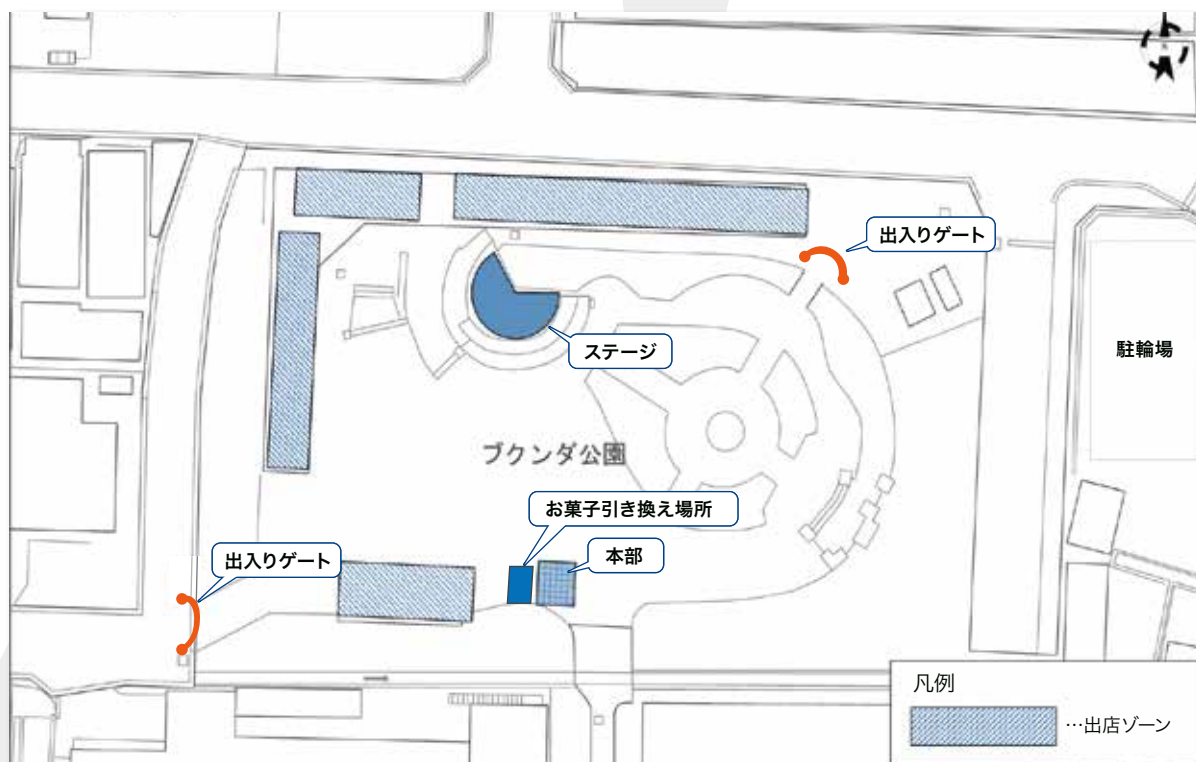 出入りゲート
ステージ
駐輪場
ブクンダ公園
お菓子引き換え場所
本部
出入りゲート
凡例
…出店ゾーン